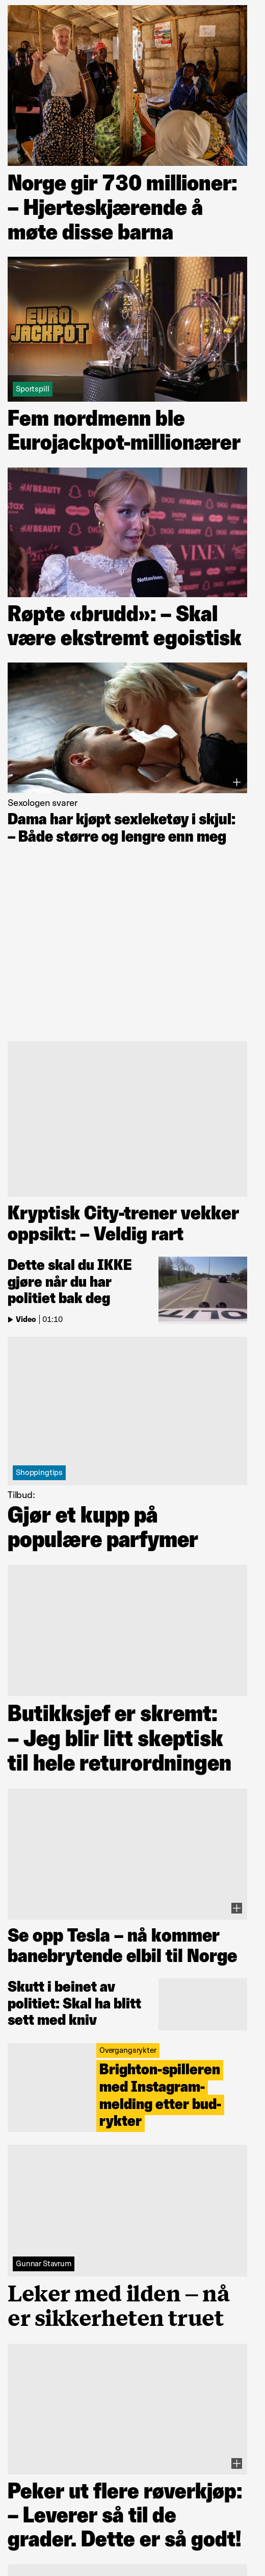 Norge gir 730 millioner:
– Hjerteskjærende å
møte disse barna
EURO
JACKPOT
Sportspill
Fem nordmenn ble
Eurojackpot-millionærer
BEAUTY
HAIR
VIXEN
Nettavisen.
Røpte «brudd»: – Skal
være ekstremt egoistisk
Sexologen svarer
Dama har kjøpt sexleketøy i skjul:
– Både større og lengre enn meg
Kryptisk City-trener vekker
oppsikt: – Veldig rart
Dette skal du IKKE
gjøre når du har
politiet bak deg
Video | 01:10
Shoppingtips
Tilbud:
Gjør et kupp på
populære parfymer
Butikksjef er skremt:
– Jeg blir litt skeptisk
til hele returordningen
Se opp Tesla – nå kommer
banebrytende elbil til Norge
Skutt i beinet av
politiet: Skal ha blitt
sett med kniv
Overgangsrykter
Brighton-spilleren
med Instagram-
melding etter bud-
rykter
Gunnar Stavrum
Leker med ilden – nå
er sikkerheten truet
Peker ut flere røverkjøp:
– Leverer så til de
grader. Dette er så godt!